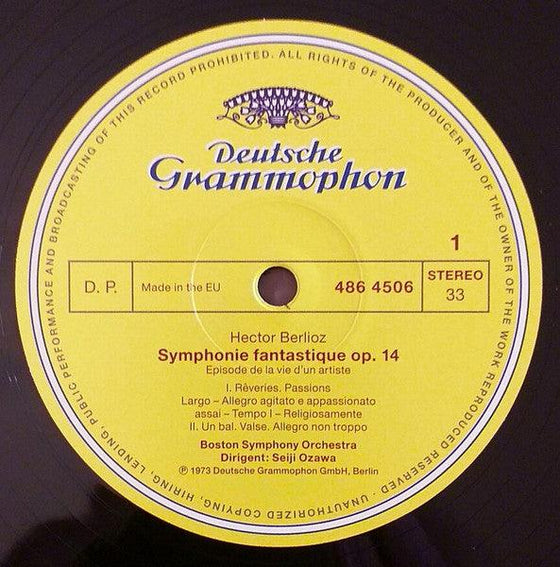 Deutsche
Grammophon
1
D. P.
Made in the EU
486 4506
STEREO
33
Hector Berlioz
Symphonie fantastique op. 14
Episode de la vie d'un artiste
I. Rêveries. Passions
Largo – Allegro agitato e appassionato
assai – Tempo I – Religiosamente
II. Un bal. Valse. Allegro non troppo
Boston Symphony Orchestra
Dirigent: Seiji Ozawa
℗ 1973 Deutsche Grammophon GmbH, Berlin
ALL RIGHTS OF THE PRODUCER AND OF THE OWNER OF THE WORK REPRODUCED RESERVED · UNAUTHORIZED COPYING, HIRING, LENDING, PUBLIC PERFORMANCE AND BROADCASTING OF THIS RECORD PROHIBITED.